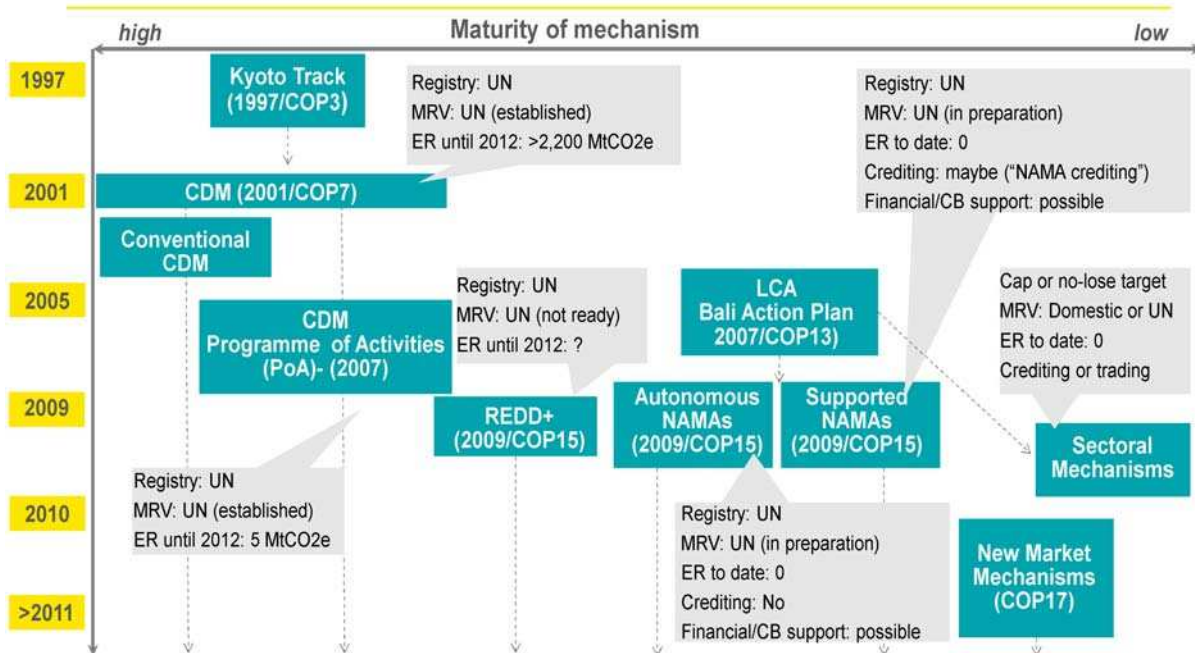 high
Maturity of mechanism
low
1997
Kyoto Track
(1997/COP3)
Registry: UN
MRV: UN (established)
ER until 2012: >2,200 MtCO2e
Registry: UN
MRV: UN (in preparation)
ER to date: 0
Crediting: maybe (“NAMA crediting”)
Financial/CB support: possible
2001
CDM (2001/COP7)
Conventional
CDM
2005
CDM
Programme of Activities
(PoA)- (2007)
Registry: UN
MRV: UN (not ready)
ER until 2012: ?
LCA
Bali Action Plan
2007/COP13)
Cap or no-lose target
MRV: Domestic or UN
ER to date: 0
Crediting or trading
2009
REDD+
(2009/COP15)
Autonomous
NAMAs
(2009/COP15)
Supported
NAMAs
(2009/COP15)
Sectoral
Mechanisms
2010
Registry: UN
MRV: UN (established)
ER until 2012: 5 MtCO2e
Registry: UN
MRV: UN (in preparation)
ER to date: 0
Crediting: No
Financial/CB support: possible
New Market
Mechanisms
(COP17)
>2011